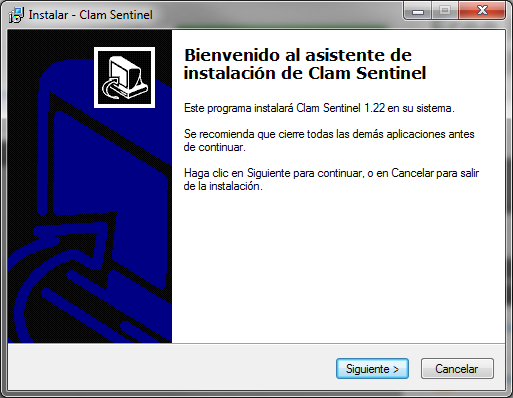 Instalar - Clam Sentinel
Bienvenido al asistente de
instalación de Clam Sentinel
Este programa instalará Clam Sentinel 1.22 en su sistema.
Se recomienda que cierre todas las demás aplicaciones antes
de continuar.
Haga clic en Siguiente para continuar, o en Cancelar para salir
de la instalación.
Siguiente >
Cancelar